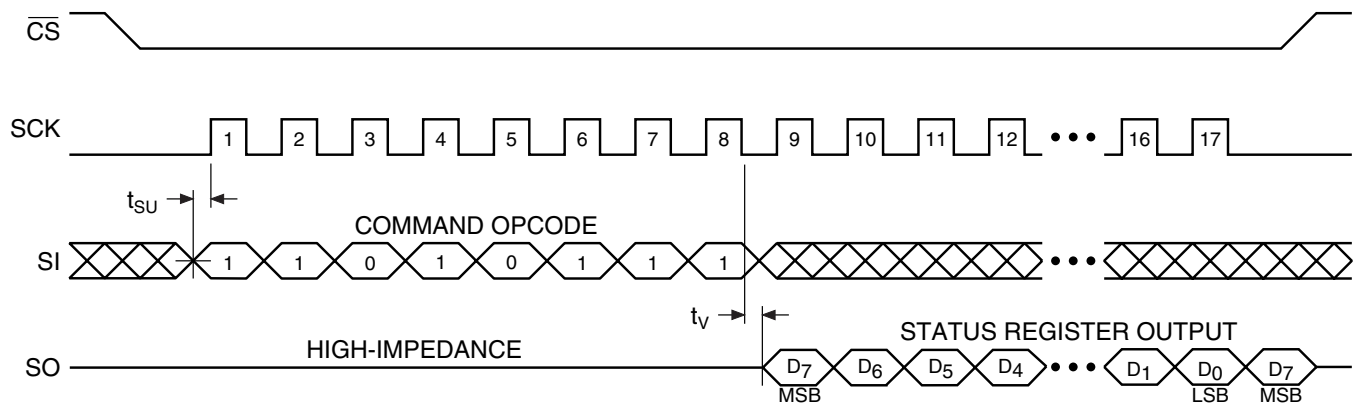 CS
SCK 1 2 3 4 5 6 7 8 9 10 11 12 ••• 16 17
tSU
COMMAND OPCODE
SI 1 1 0 1 0 1 1 1 •••
tV
STATUS REGISTER OUTPUT
HIGH-IMPEDANCE
SO D7 D6 D5 D4 ••• D1 D0 D7
MSB LSB MSB